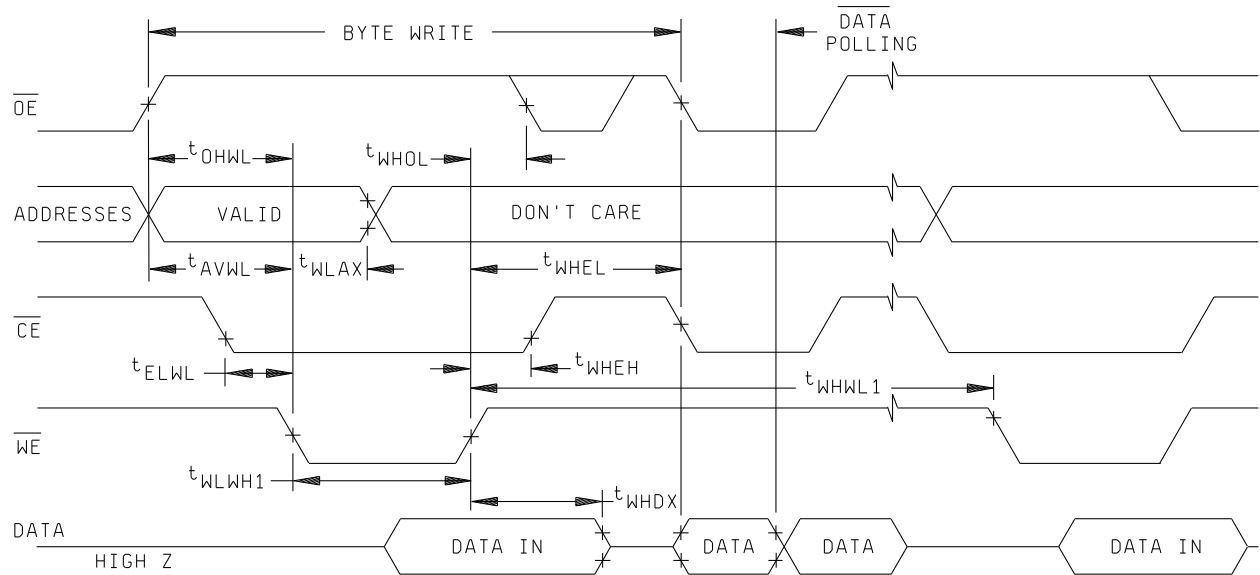 DATA
BYTE WRITE
POLLING
OE
tOHWL
tWHOL
ADDRESSES
VALID
DON'T CARE
tAVWL
tWLAX
tWHEL
CE
tELWL
tWHEH
tWHWL1
WE
tWLWH1
tWHDX
DATA
DATA IN
DATA
DATA
DATA IN
HIGH Z